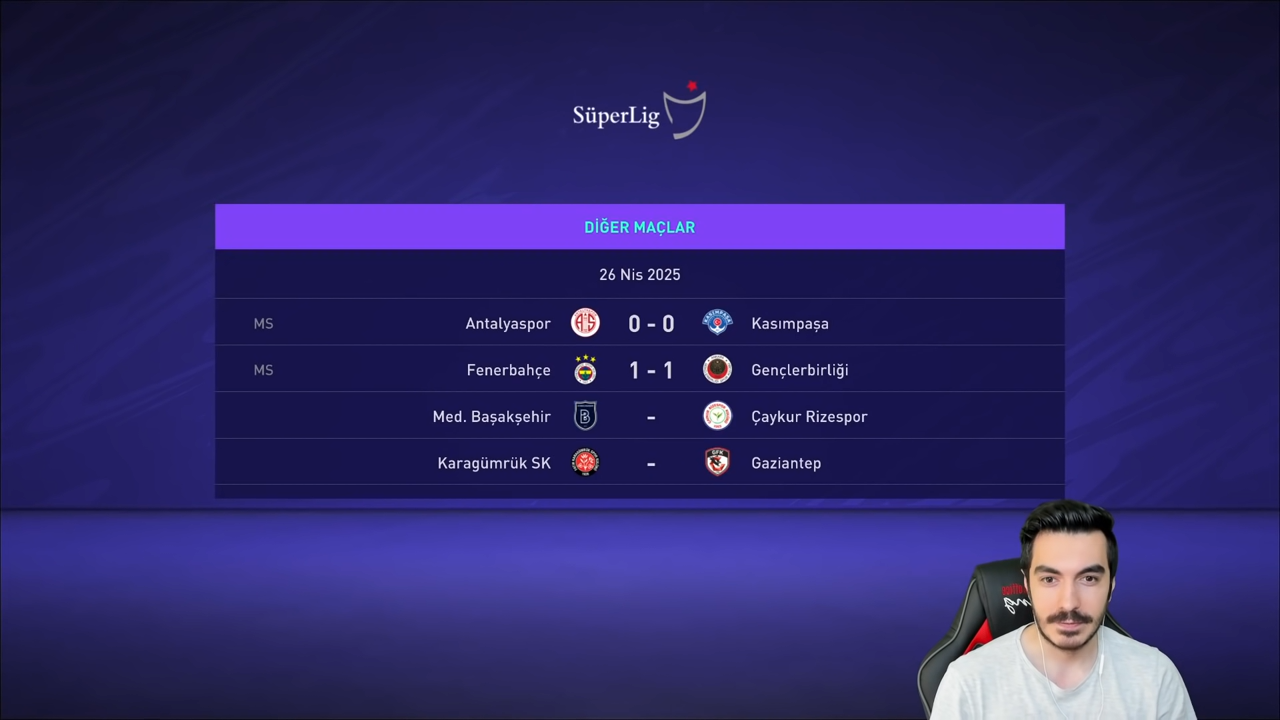 SüperLig
DİĞER MAÇLAR
26 Nis 2025
MS Antalyaspor 0 - 0 Kasımpaşa
MS Fenerbahçe 1 - 1 Gençlerbirliği
Med. Başakşehir - Çaykur Rizespor
Karagümrük SK - Gaziantep